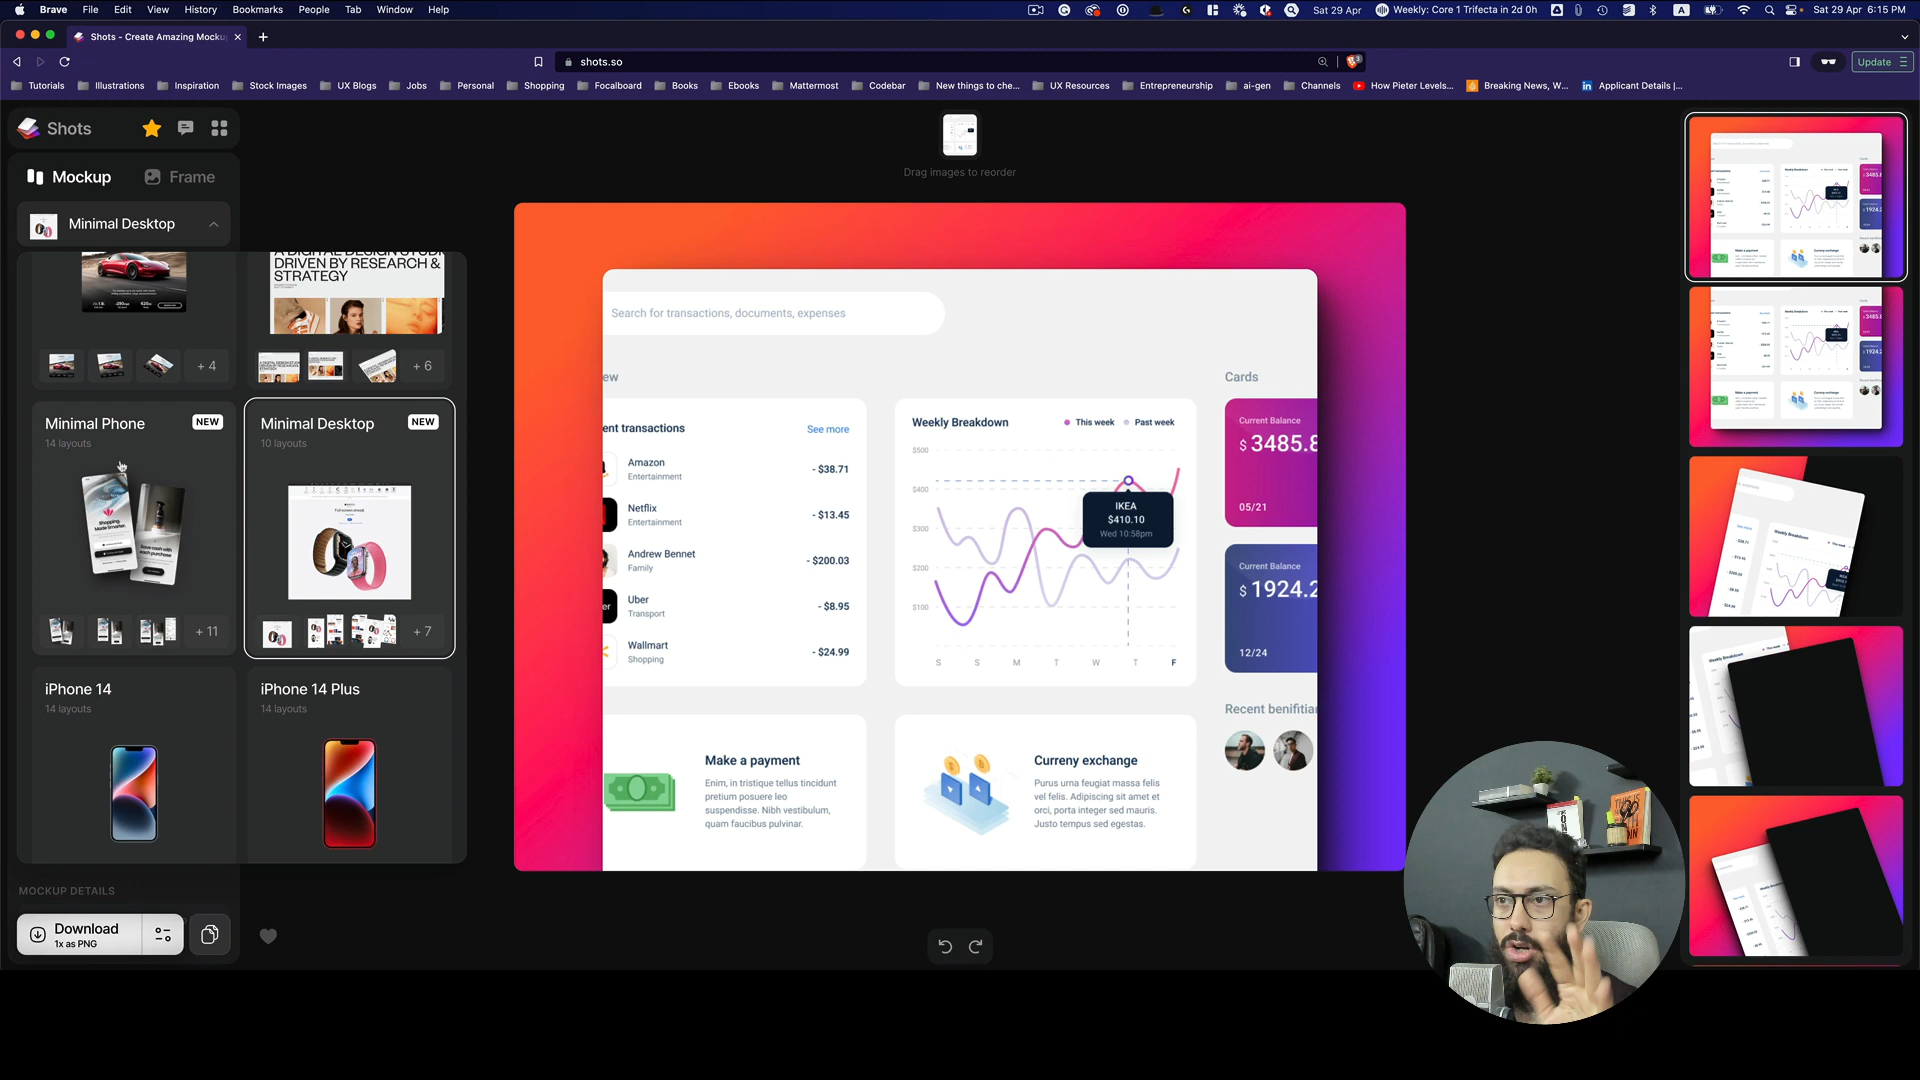 Brave File Edit View History Bookmarks People Tab Window Help
Sat 29 Apr Weekly: Core 1 Trifecta in 2d 0h A Sat 29 Apr 6:15 PM
Shots - Create Amazing Mocku
shots.so
Update
Tutorials Illustrations Inspiration Stock Images UX Blogs Jobs Personal Shopping Focalboard Books Ebooks Mattermost Codebar New things to che... UX Resources Entrepreneurship ai-gen Channels How Pieter Levels... Breaking News, W... Applicant Details |...
Shots
Mockup Frame
Minimal Desktop
Drag images to reorder
A DIGITAL DESIGN STUDI
DRIVEN BY RESEARCH &
STRATEGY
+ 4
+ 6
Minimal Phone NEW
14 layouts
+ 11
Minimal Desktop NEW
10 layouts
+ 7
iPhone 14
14 layouts
iPhone 14 Plus
14 layouts
MOCKUP DETAILS
Download
1x as PNG
Search for transactions, documents, expenses
ew
Cards
ent transactions See more
Amazon
Entertainment
- $38.71
Netflix
Entertainment
- $13.45
Andrew Bennet
Family
- $200.03
Uber
Transport
- $8.95
Wallmart
Shopping
- $24.99
Weekly Breakdown This week Past week
$500
$400
$300
$200
$100
IKEA
$410.10
Wed 10:58pm
S S M T W T F
Current Balance
$ 3485.8
05/21
Current Balance
$ 1924.2
12/24
Recent benifitiar
Make a payment
Enim, in tristique tellus tincidunt
pretium posuere leo
suspendisse. Nibh vestibulum,
quam faucibus pulvinar.
Curreny exchange
Purus urna feugiat massa felis
vel felis. Adipiscing sit amet et
orci, porta integer sed mauris.
Justo tempus sed egestas.